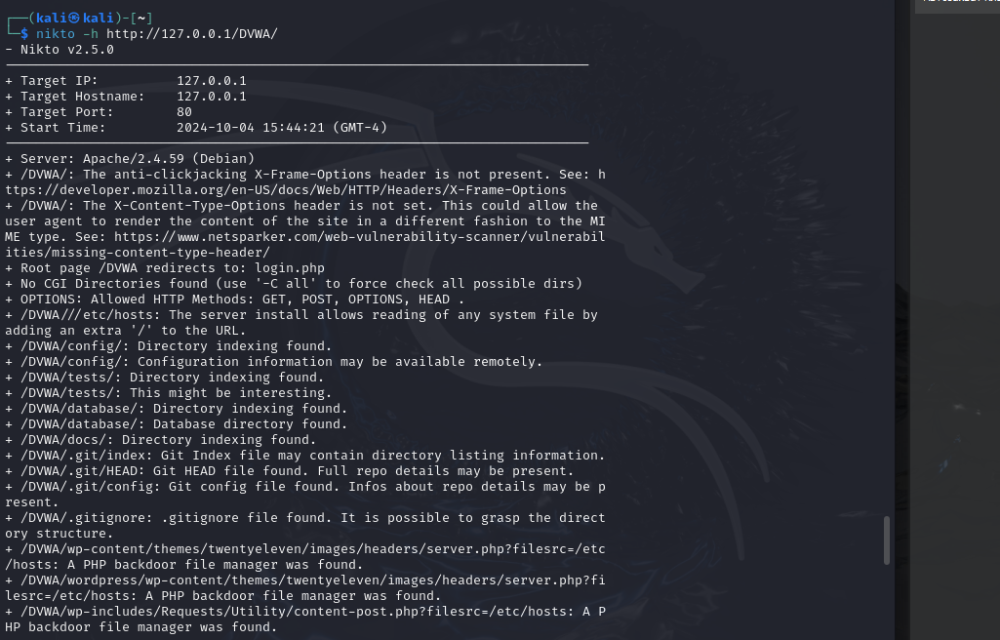 ┌──(kali㉿kali)-[~]
└─$ nikto -h http://127.0.0.1/DVWA/
- Nikto v2.5.0
---------------------------------------------------------------------------
+ Target IP:          127.0.0.1
+ Target Hostname:    127.0.0.1
+ Target Port:        80
+ Start Time:         2024-10-04 15:44:21 (GMT-4)
---------------------------------------------------------------------------
+ Server: Apache/2.4.59 (Debian)
+ /DVWA/: The anti-clickjacking X-Frame-Options header is not present. See: h
ttps://developer.mozilla.org/en-US/docs/Web/HTTP/Headers/X-Frame-Options
+ /DVWA/: The X-Content-Type-Options header is not set. This could allow the
user agent to render the content of the site in a different fashion to the MI
ME type. See: https://www.netsparker.com/web-vulnerability-scanner/vulnerabil
ities/missing-content-type-header/
+ Root page /DVWA redirects to: login.php
+ No CGI Directories found (use '-C all' to force check all possible dirs)
+ OPTIONS: Allowed HTTP Methods: GET, POST, OPTIONS, HEAD .
+ /DVWA///etc/hosts: The server install allows reading of any system file by
adding an extra '/' to the URL.
+ /DVWA/config/: Directory indexing found.
+ /DVWA/config/: Configuration information may be available remotely.
+ /DVWA/tests/: Directory indexing found.
+ /DVWA/tests/: This might be interesting.
+ /DVWA/database/: Directory indexing found.
+ /DVWA/database/: Database directory found.
+ /DVWA/docs/: Directory indexing found.
+ /DVWA/.git/index: Git Index file may contain directory listing information.
+ /DVWA/.git/HEAD: Git HEAD file found. Full repo details may be present.
+ /DVWA/.git/config: Git config file found. Infos about repo details may be p
resent.
+ /DVWA/.gitignore: .gitignore file found. It is possible to grasp the direct
ory structure.
+ /DVWA/wp-content/themes/twentyeleven/images/headers/server.php?filesrc=/etc
/hosts: A PHP backdoor file manager was found.
+ /DVWA/wordpress/wp-content/themes/twentyeleven/images/headers/server.php?fi
lesrc=/etc/hosts: A PHP backdoor file manager was found.
+ /DVWA/wp-includes/Requests/Utility/content-post.php?filesrc=/etc/hosts: A P
HP backdoor file manager was found.